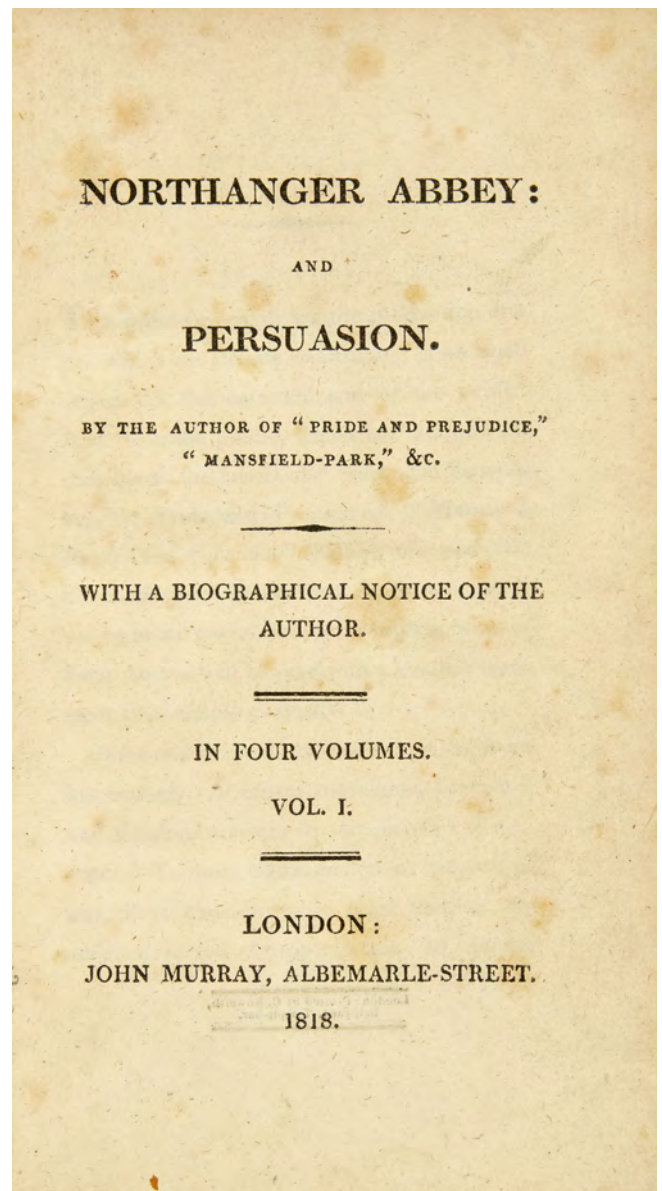 NORTHANGER ABBEY:
AND
PERSUASION.
BY THE AUTHOR OF “ PRIDE AND PREJUDICE,”
“ MANSFIELD-PARK,” &C.
WITH A BIOGRAPHICAL NOTICE OF THE
AUTHOR.
IN FOUR VOLUMES.
VOL. I.
LONDON:
JOHN MURRAY, ALBEMARLE-STREET.
1818.